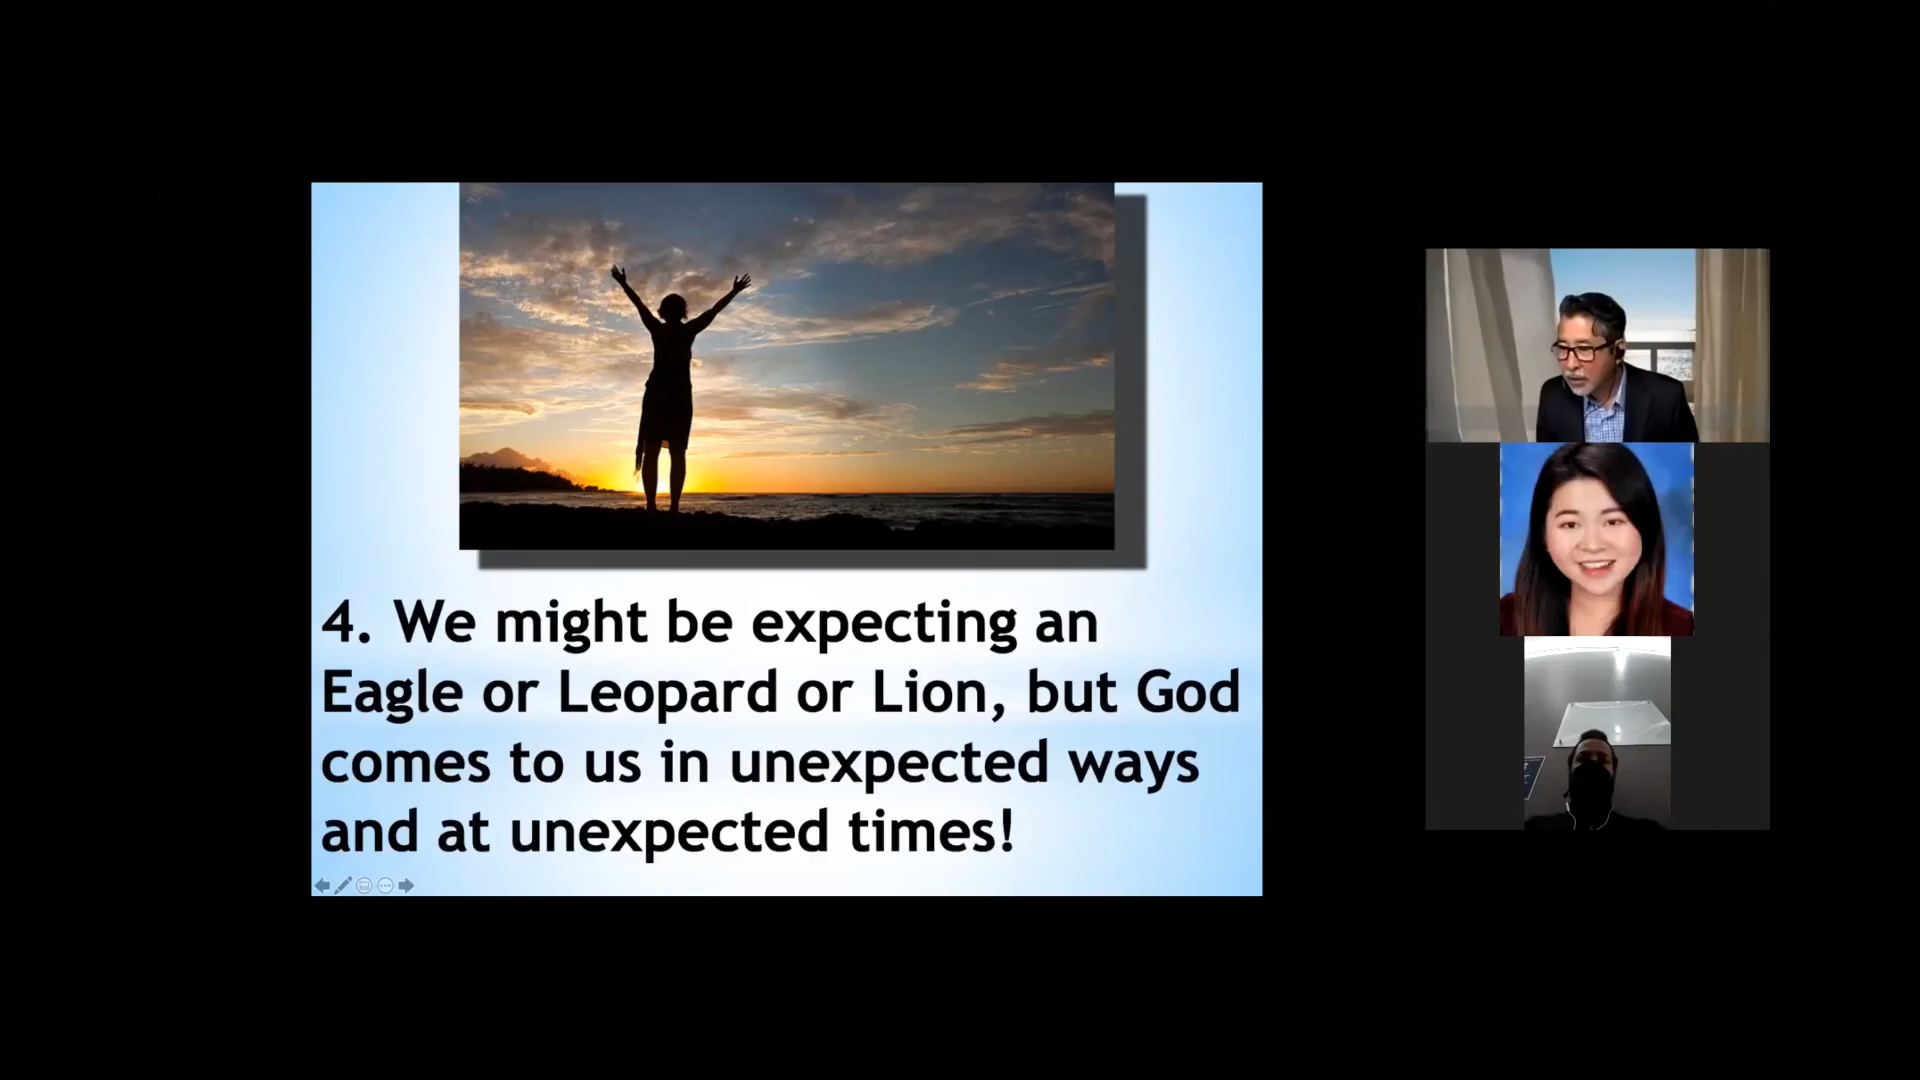 4. We might be expecting an
Eagle or Leopard or Lion, but God
comes to us in unexpected ways
and at unexpected times!